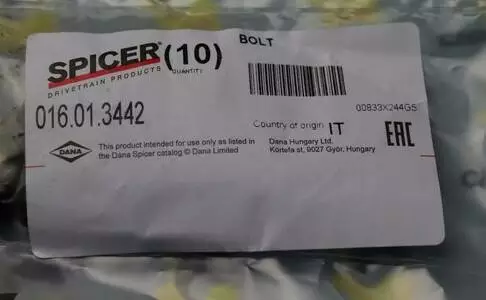 SPICER (10) BOLT
DRIVETRAIN PRODUCTS QUANTITY
016.01.3442
00833X244GS
Country of origin IT EAC
DANA
This product intended for use only as listed in
the Dana Spicer catalog © Dana Limited
Dana Hungary Ltd.
Körtefa st, 9027 Győr, Hungary